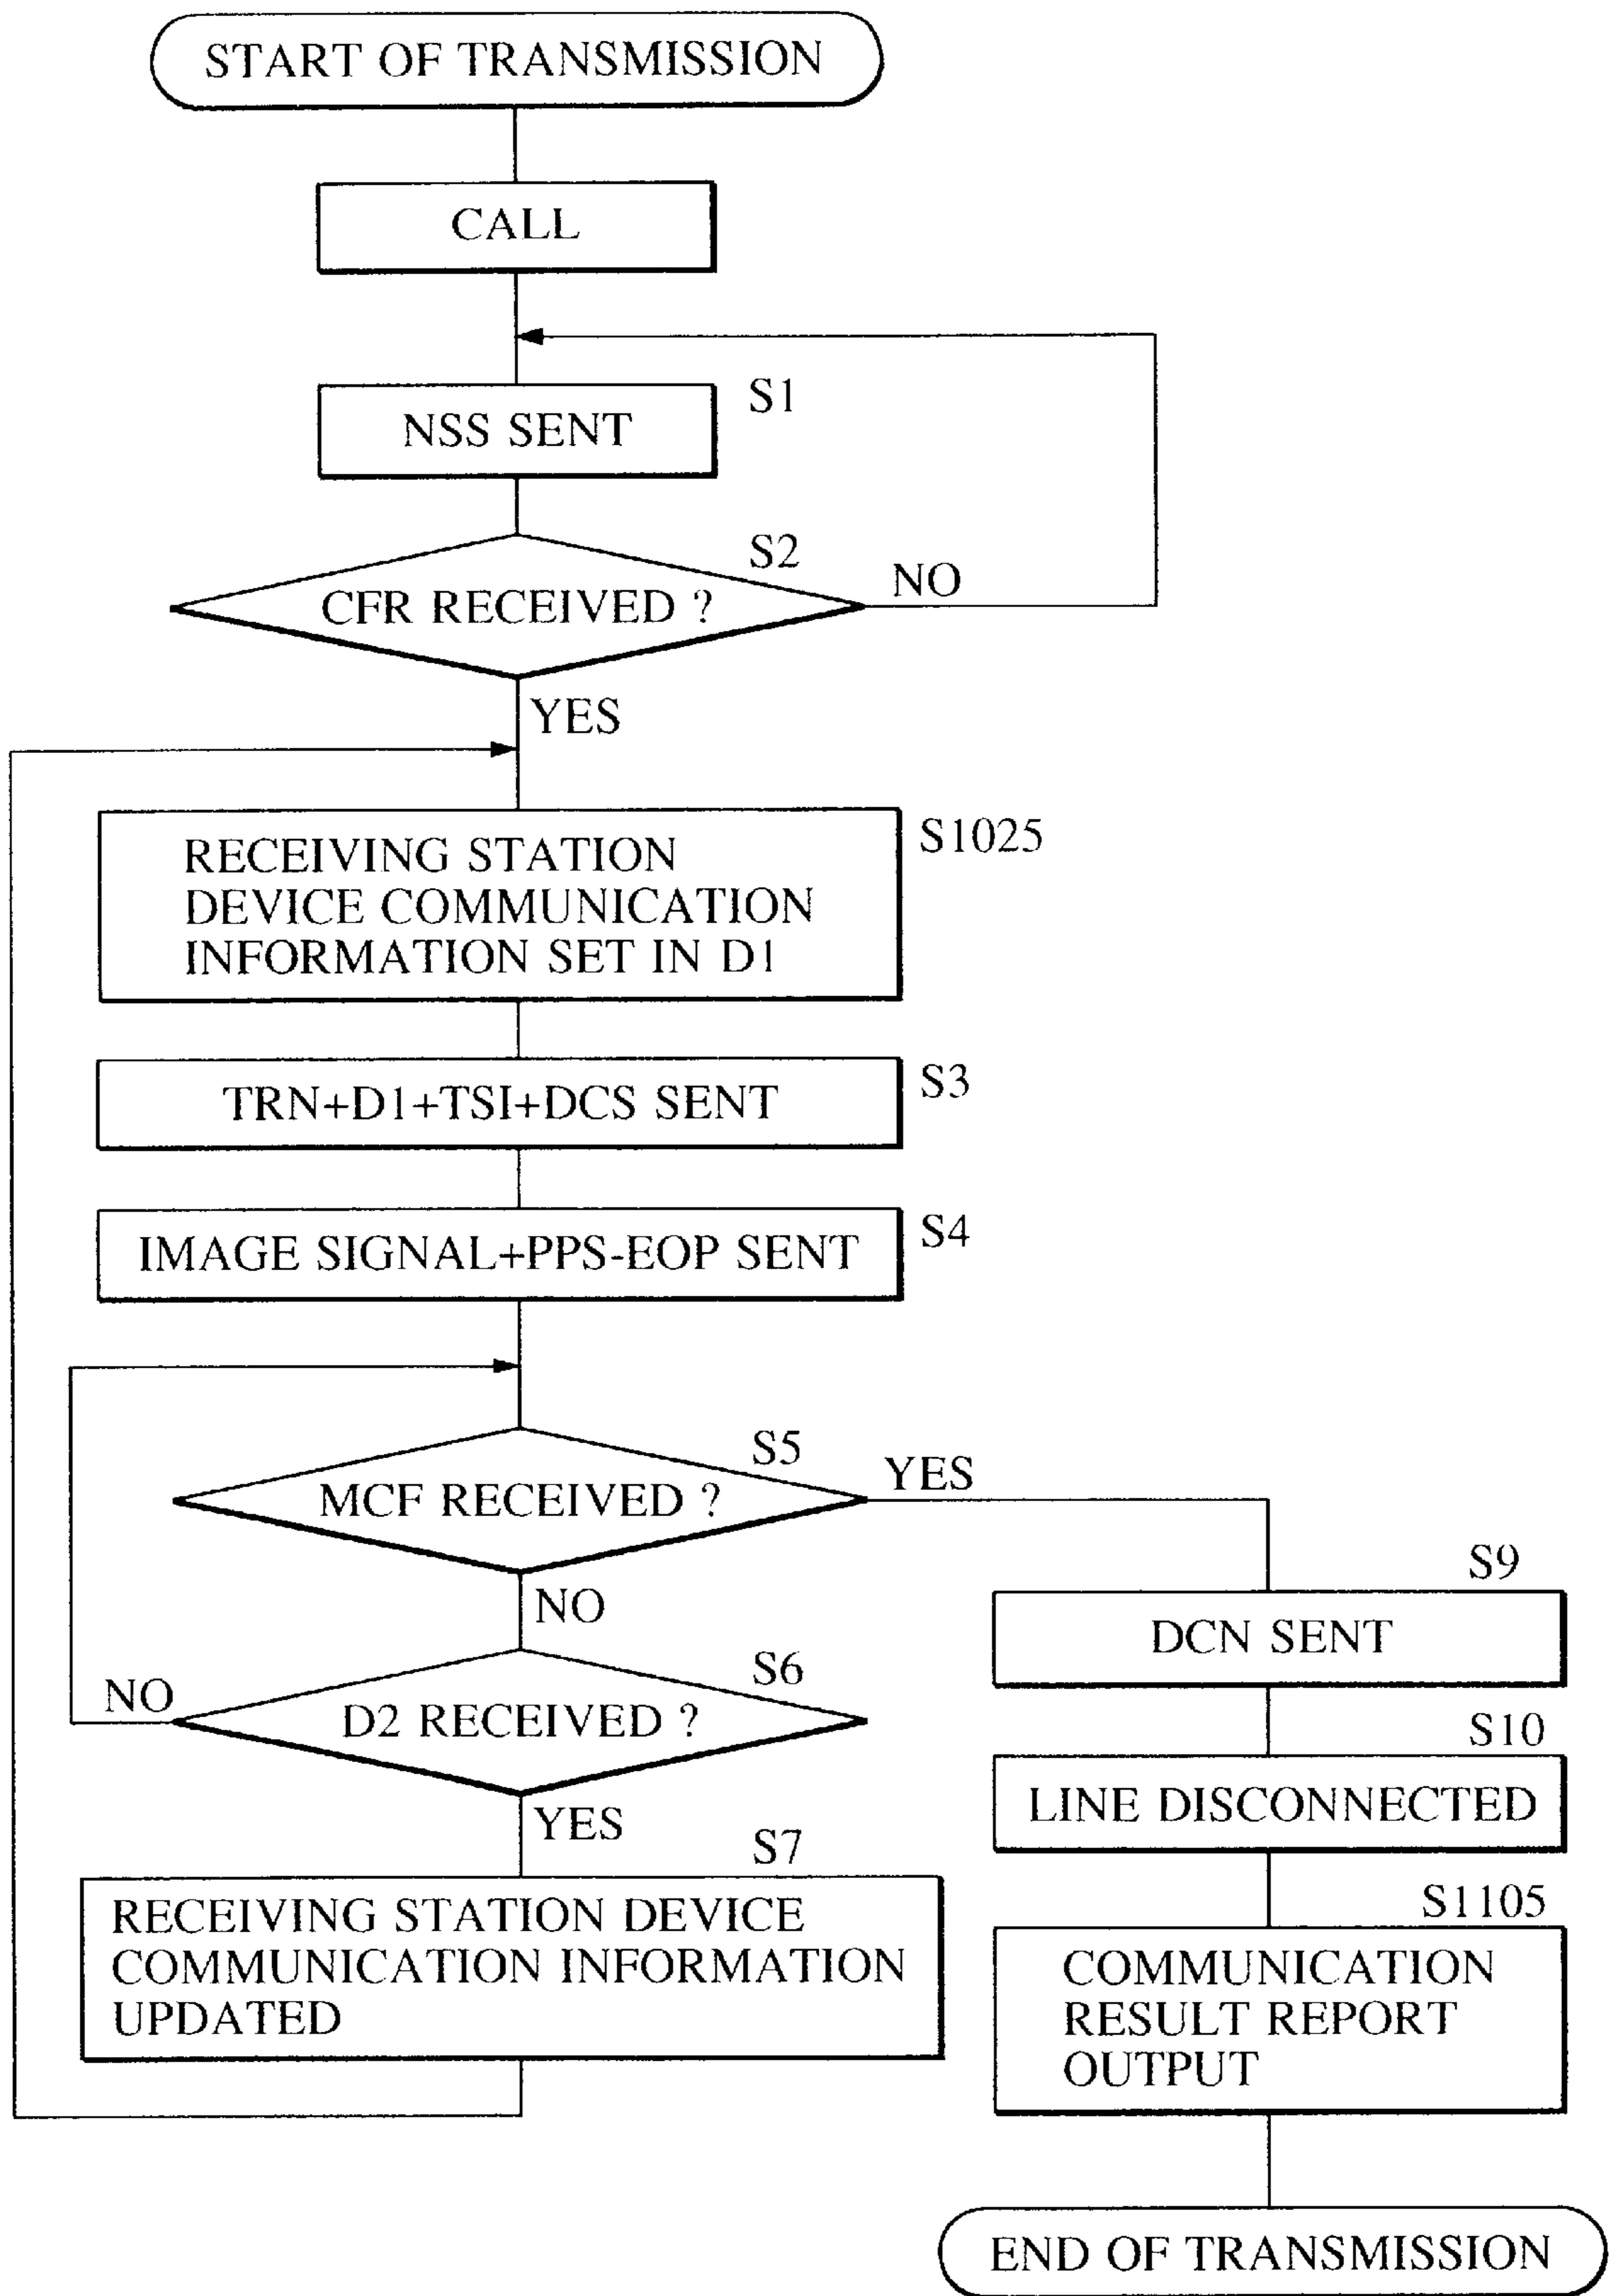 START OF TRANSMISSION
CALL
S1
NSS SENT
S2
CFR RECEIVED ?
NO
YES
S1025
RECEIVING STATION
DEVICE COMMUNICATION
INFORMATION SET IN D1
S3
TRN+D1+TSI+DCS SENT
S4
IMAGE SIGNAL+PPS-EOP SENT
S5
MCF RECEIVED ?
YES
NO
S6
D2 RECEIVED ?
NO
YES
S7
RECEIVING STATION DEVICE
COMMUNICATION INFORMATION
UPDATED
S9
DCN SENT
S10
LINE DISCONNECTED
S1105
COMMUNICATION
RESULT REPORT
OUTPUT
END OF TRANSMISSION